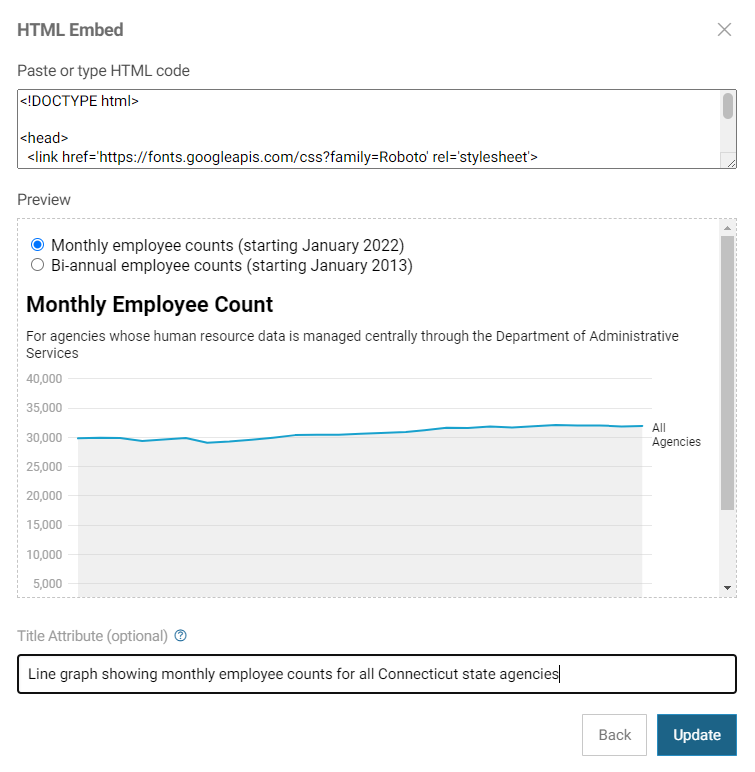 HTML Embed
Paste or type HTML code
<!DOCTYPE html>
<head>
<link href='https://fonts.googleapis.com/css?family=Roboto' rel='stylesheet'>
Preview
Monthly employee counts (starting January 2022)
Bi-annual employee counts (starting January 2013)
Monthly Employee Count
For agencies whose human resource data is managed centrally through the Department of Administrative
Services
40,000
35,000
30,000
25,000
20,000
15,000
10,000
5,000
All
Agencies
Title Attribute (optional) ?
Line graph showing monthly employee counts for all Connecticut state agencies
Back
Update